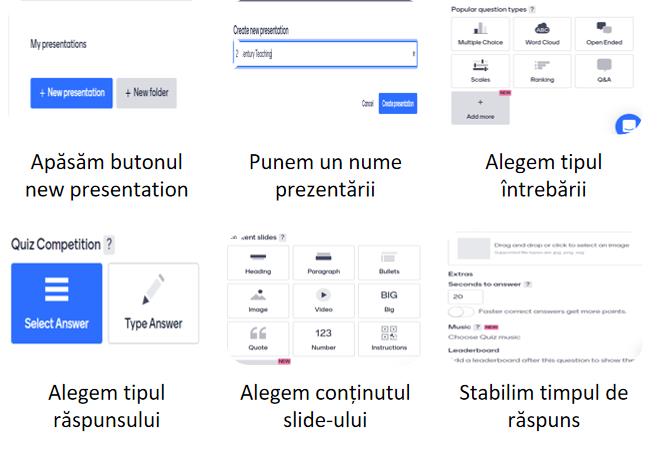 My presentations
+ New presentation
+ New folder
Apăsăm butonul
new presentation
Create new presentation
entury Teaching
Cancel
Create presentation
Punem un nume
prezentării
Popular question types ?
Multiple Choice
ABC
Word Cloud
Open Ended
Scales
Ranking
Q&A
NEW
+
Add more
Alegem tipul
întrebării
Quiz Competition ?
Select Answer
Type Answer
Alegem tipul
răspunsului
ent slides ?
Heading
Paragraph
Bullets
Image
Video
BIG
Big
Quote
123
Number
Instructions
NEW
Alegem conținutul
slide-ului
Drag and drop or click to select an image
Supported file types are jpg, png, svg
Extras
Seconds to answer ?
20
Faster correct answers get more points.
Music ? NEW
Choose Quiz music
Leaderboard
dd a leaderboard after this question to show the
Stabilim timpul de
răspuns